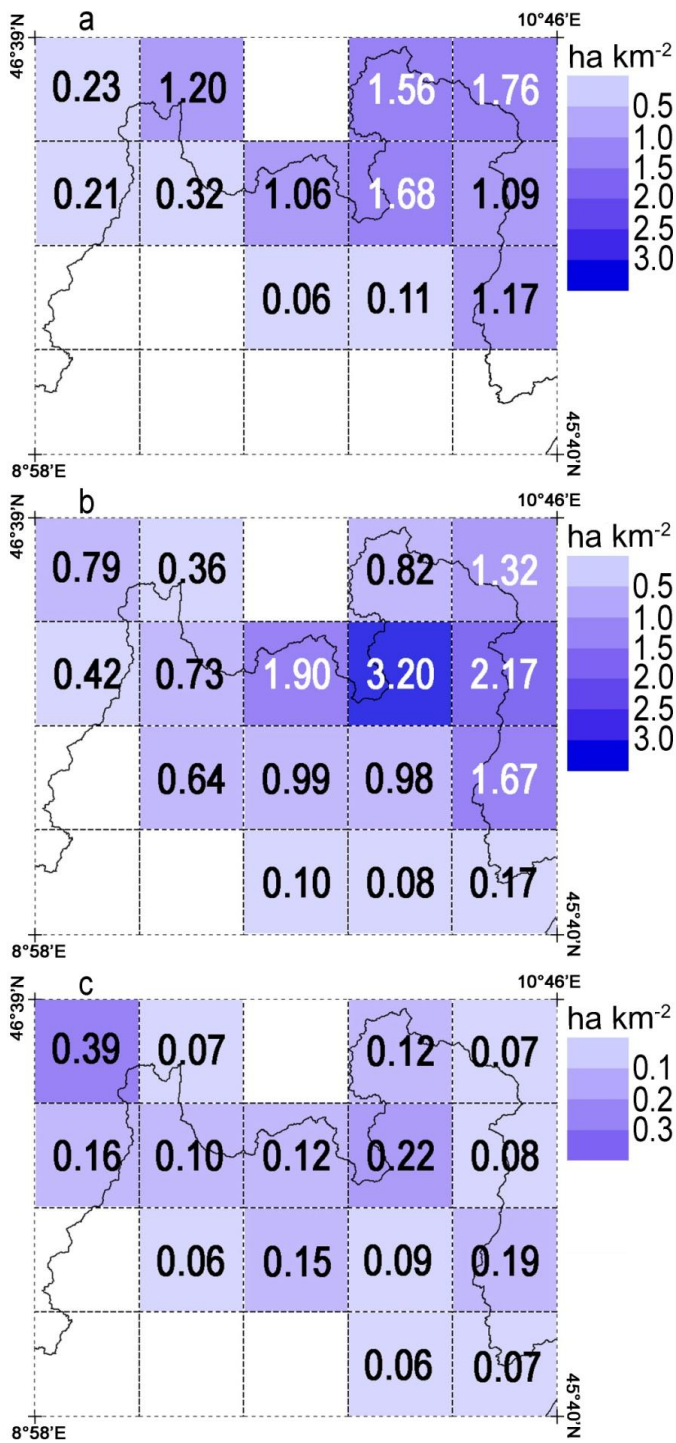 a
46°39'N
10°46'E
ha km-2
0.23 1.20 1.56 1.76
0.5
1.0
1.5
2.0
2.5
3.0
0.21 0.32 1.06 1.68 1.09
0.06 0.11 1.17
8°58'E
45°40'N
b
46°39'N
10°46'E
ha km-2
0.79 0.36 0.82 1.32
0.5
1.0
1.5
2.0
2.5
3.0
0.42 0.73 1.90 3.20 2.17
0.64 0.99 0.98 1.67
0.10 0.08 0.17
8°58'E
45°40'N
c
46°39'N
10°46'E
ha km-2
0.39 0.07 0.12 0.07
0.1
0.2
0.3
0.16 0.10 0.12 0.22 0.08
0.06 0.15 0.09 0.19
0.06 0.07
8°58'E
45°40'N